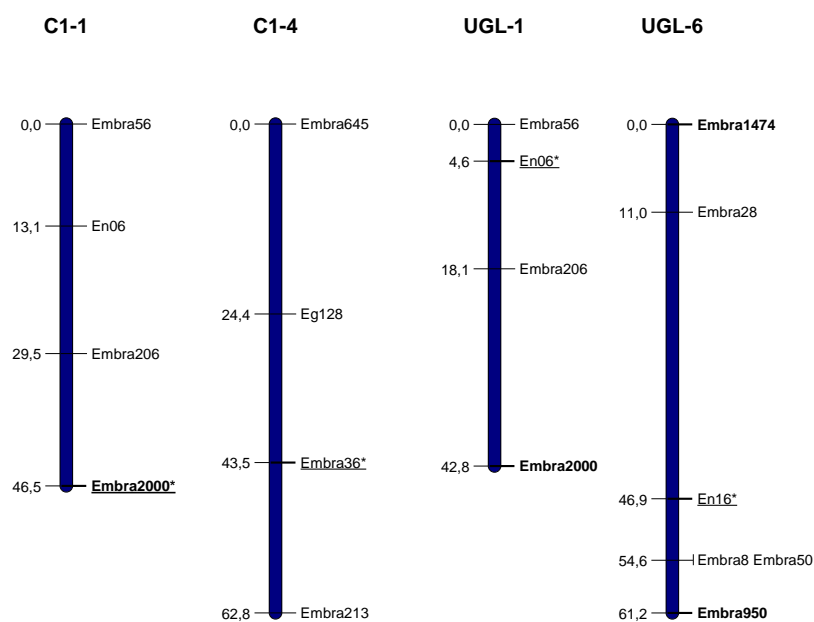 C1-1
0,0 Embra56
13,1 En06
29,5 Embra206
46,5 Embra2000*
C1-4
0,0 Embra645
24,4 Eg128
43,5 Embra36*
62,8 Embra213
UGL-1
0,0 Embra56
4,6 En06*
18,1 Embra206
42,8 Embra2000
UGL-6
0,0 Embra1474
11,0 Embra28
46,9 En16*
54,6 Embra8 Embra50
61,2 Embra950